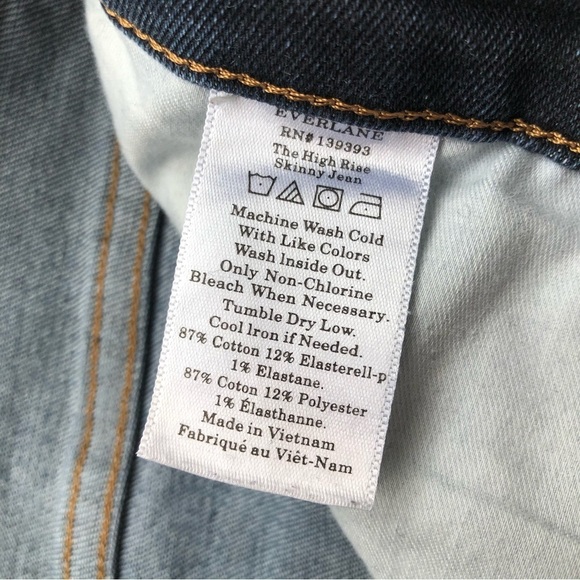 EVERLANE
RN# 139393
The High Rise
Skinny Jean
Machine Wash Cold
With Like Colors
Wash Inside Out.
Only Non-Chlorine
Bleach When Necessary.
Tumble Dry Low.
Cool Iron if Needed.
87% Cotton 12% Elasterell-p
1% Elastane.
87% Coton 12% Polyester
1% Élasthanne.
Made in Vietnam
Fabriqué au Viêt-Nam